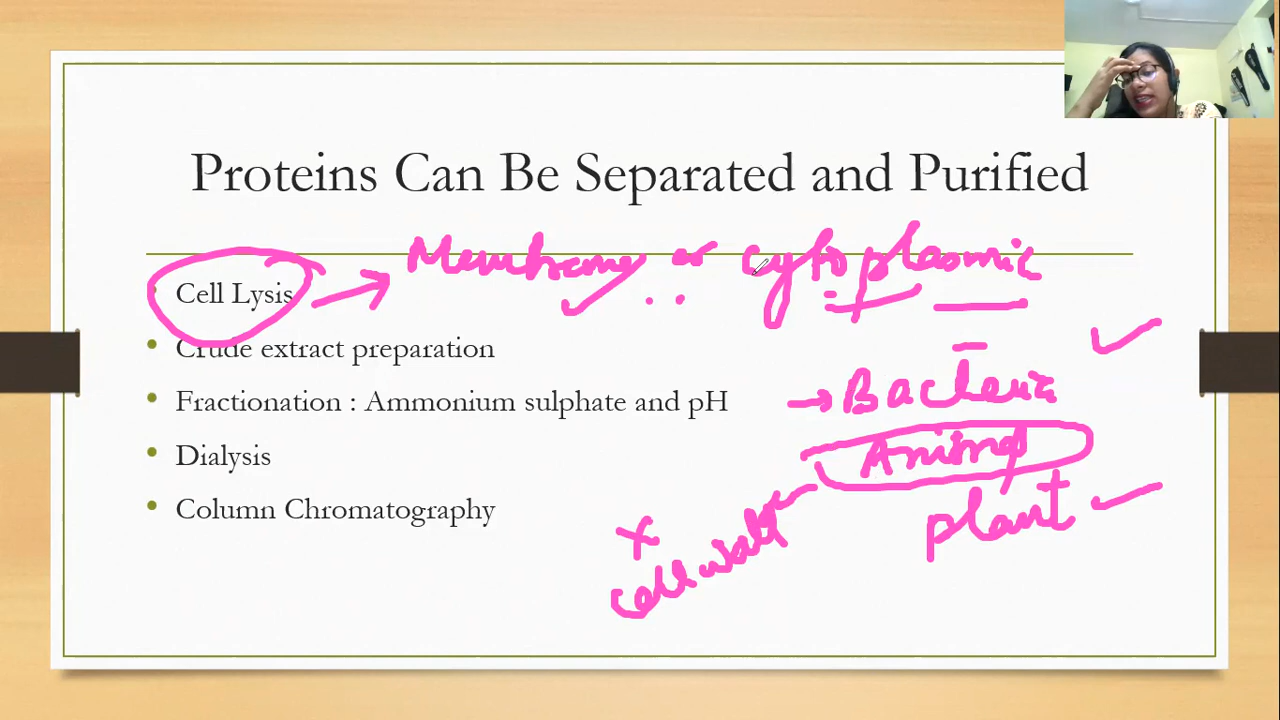 Proteins Can Be Separated and Purified
Cell Lysis
Membrane or cytoplasmic
Crude extract preparation
Fractionation : Ammonium sulphate and pH
Bacteria
Dialysis
Animal
Column Chromatography
plant
cell wall